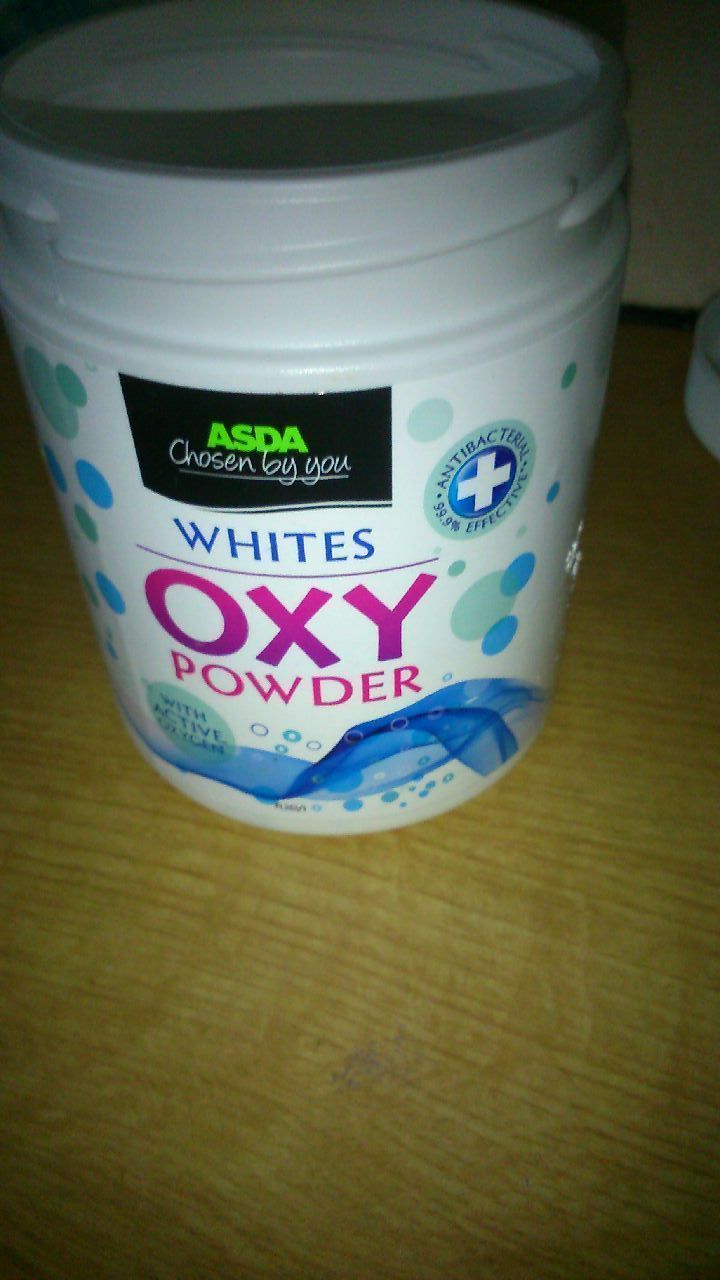 ASDA
Chosen by you
ANTIBACTERIAL
99.9% EFFECTIVE
WHITES
OXY
POWDER
WITH
ACTIVE
OXYGEN